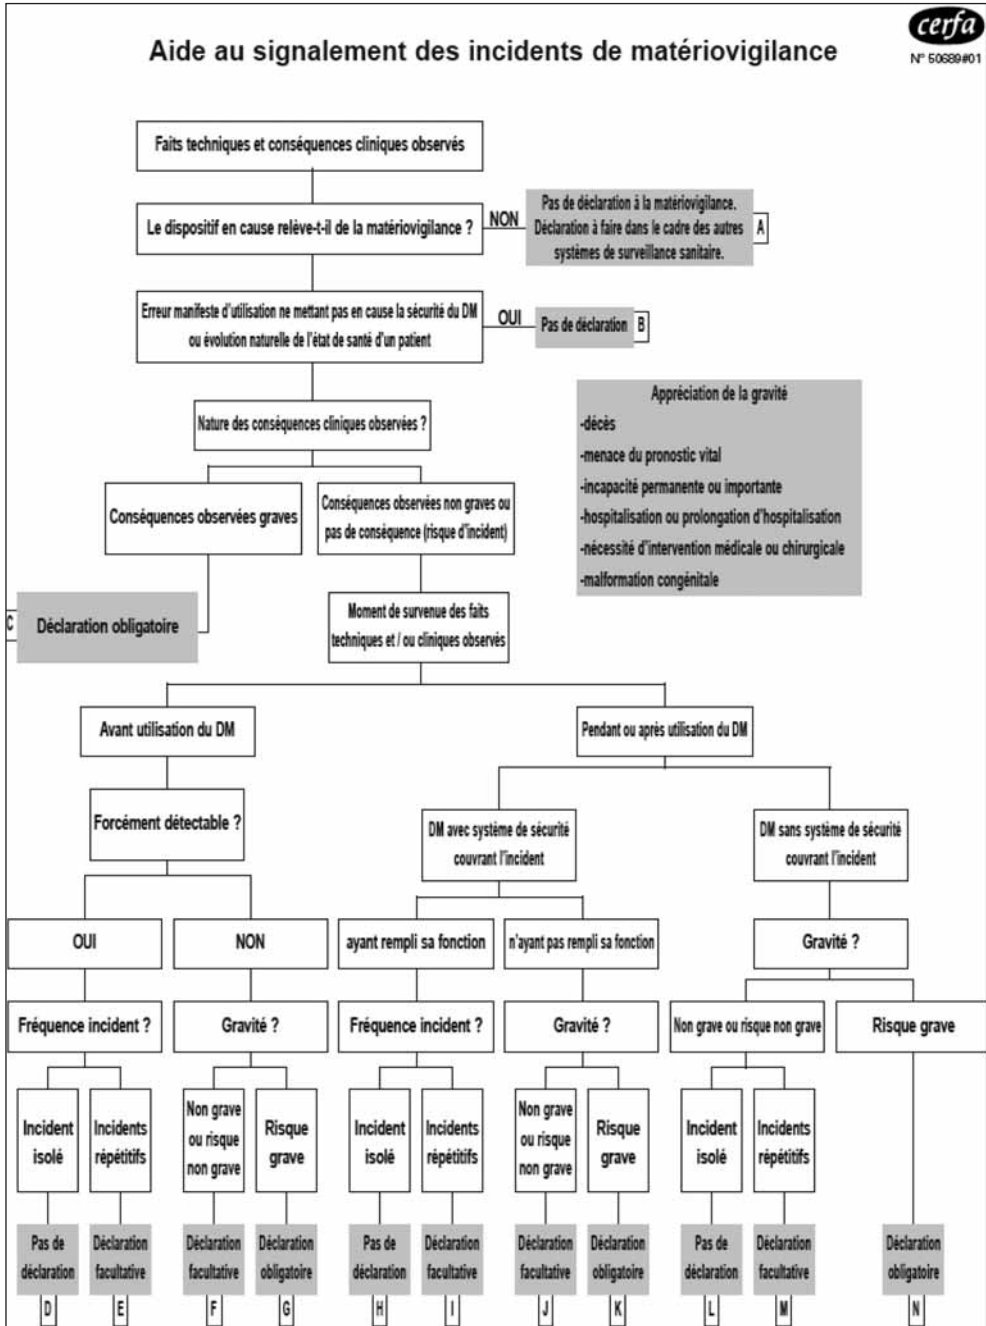 cerfa
N° 50689#01
Aide au signalement des incidents de matériovigilance
Faits techniques et conséquences cliniques observés
Le dispositif en cause relève-t-il de la matériovigilance ?
NON
Pas de déclaration à la matériovigilance.
Déclaration à faire dans le cadre des autres
systèmes de surveillance sanitaire.
A
Erreur manifeste d'utilisation ne mettant pas en cause la sécurité du DM
ou évolution naturelle de l'état de santé d'un patient
OUI
Pas de déclaration
B
Nature des conséquences cliniques observées ?
Appréciation de la gravité
-décès
-menace du pronostic vital
-incapacité permanente ou importante
-hospitalisation ou prolongation d'hospitalisation
-nécessité d'intervention médicale ou chirurgicale
-malformation congénitale
Conséquences observées graves
Conséquences observées non graves ou
pas de conséquence (risque d'incident)
C
Déclaration obligatoire
Moment de survenue des faits
techniques et / ou cliniques observés
Avant utilisation du DM
Pendant ou après utilisation du DM
Forcément détectable ?
DM avec système de sécurité
couvrant l'incident
DM sans système de sécurité
couvrant l'incident
OUI
NON
ayant rempli sa fonction
n'ayant pas rempli sa fonction
Gravité ?
Fréquence incident ?
Gravité ?
Fréquence incident ?
Gravité ?
Non grave ou risque non grave
Risque grave
Incident
isolé
Incidents
répétitifs
Non grave
ou risque
non grave
Risque
grave
Incident
isolé
Incidents
répétitifs
Non grave
ou risque
non grave
Risque
grave
Incident
isolé
Incidents
répétitifs
Pas de
déclaration
Déclaration
facultative
Déclaration
facultative
Déclaration
obligatoire
Pas de
déclaration
Déclaration
facultative
Déclaration
facultative
Déclaration
obligatoire
Pas de
déclaration
Déclaration
facultative
Déclaration
obligatoire
D
E
F
G
H
I
J
K
L
M
N